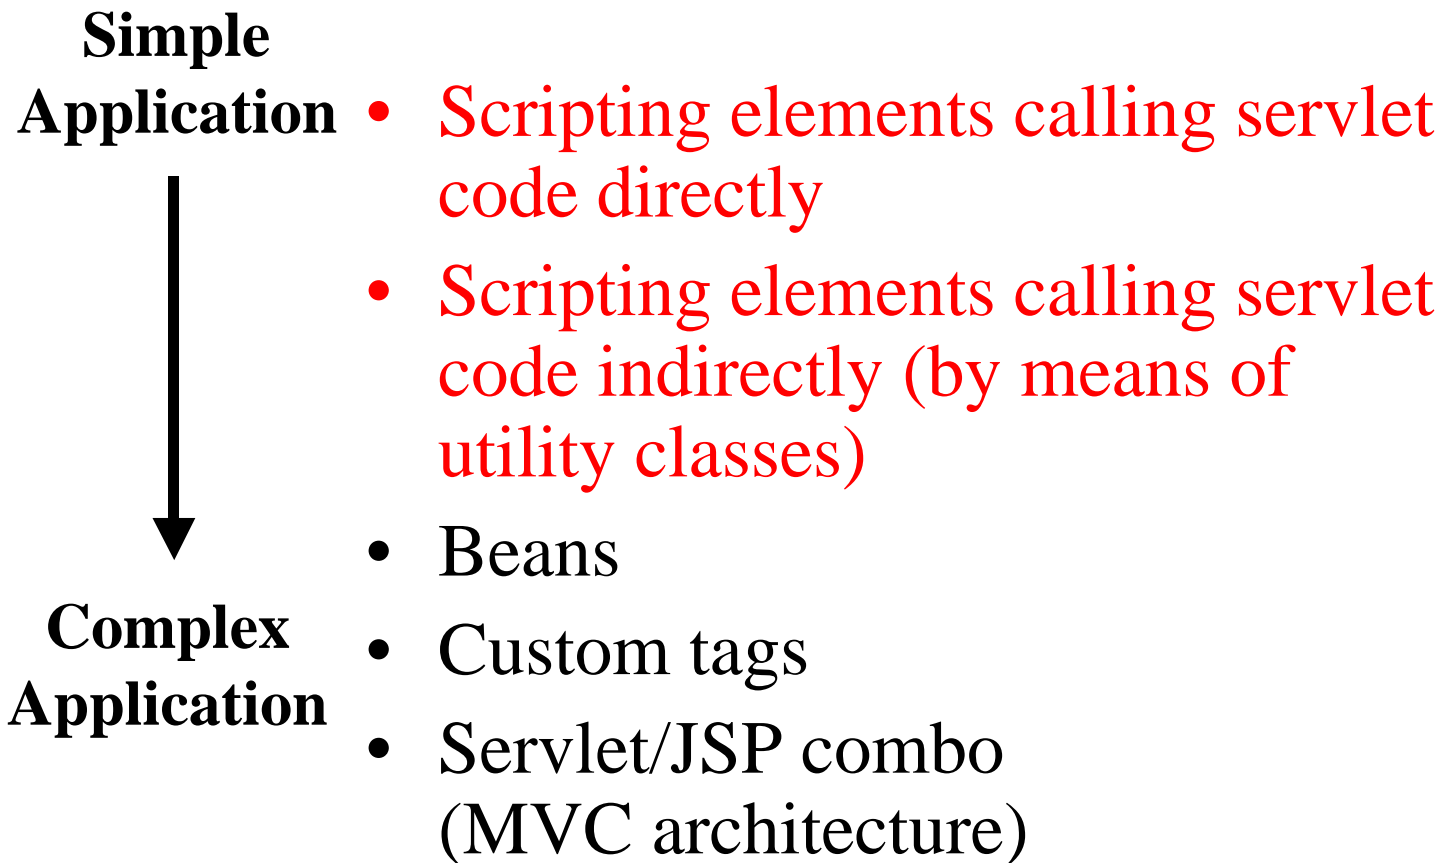 Simple
Application
• Scripting elements calling servlet
code directly
• Scripting elements calling servlet
code indirectly (by means of
utility classes)
• Beans
• Custom tags
• Servlet/JSP combo
(MVC architecture)
Complex
Application